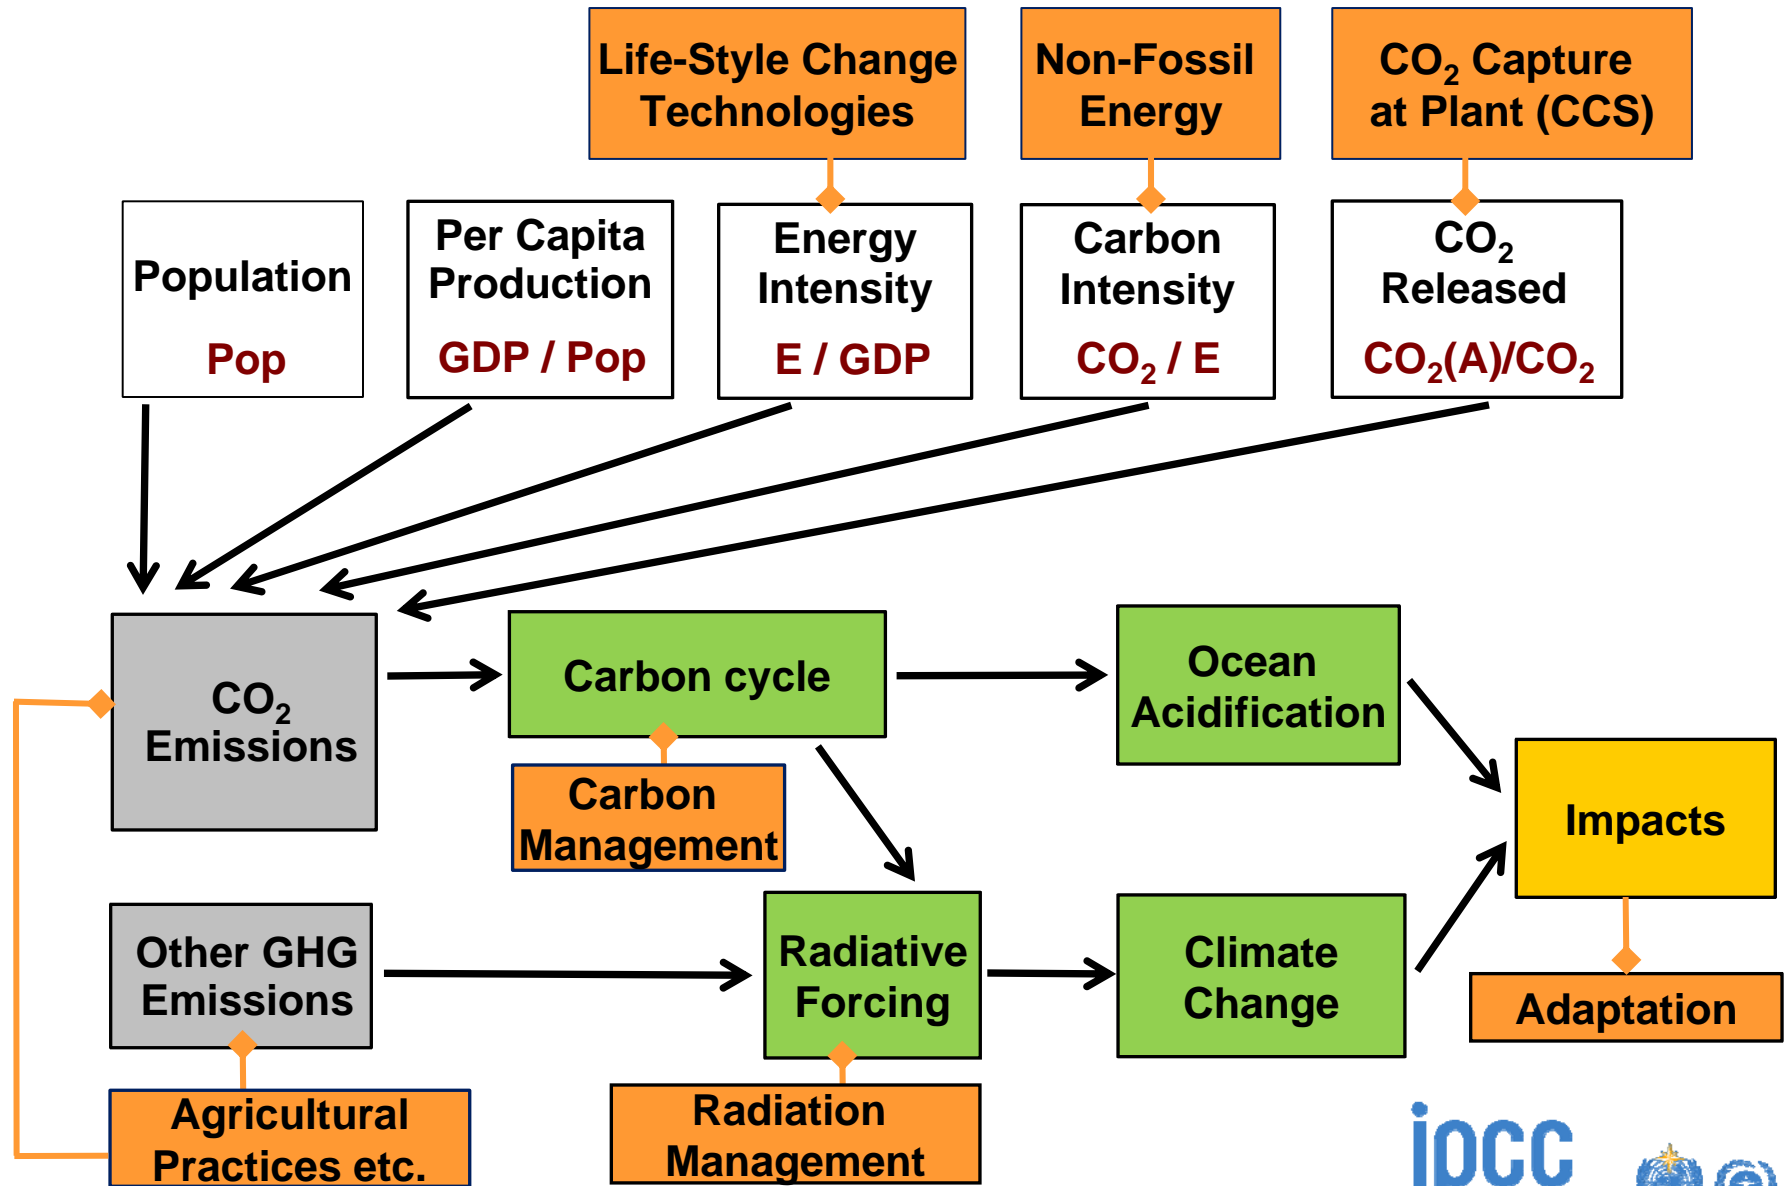 Life-Style Change
Technologies
Non-Fossil
Energy
CO₂ Capture
at Plant (CCS)
Population
Pop
Per Capita
Production
GDP / Pop
Energy
Intensity
E / GDP
Carbon
Intensity
CO₂ / E
CO₂
Released
CO₂(A)/CO₂
CO₂
Emissions
Carbon cycle
Ocean
Acidification
Carbon
Management
Impacts
Other GHG
Emissions
Radiative
Forcing
Climate
Change
Adaptation
Agricultural
Practices etc.
Radiation
Management
ipcc